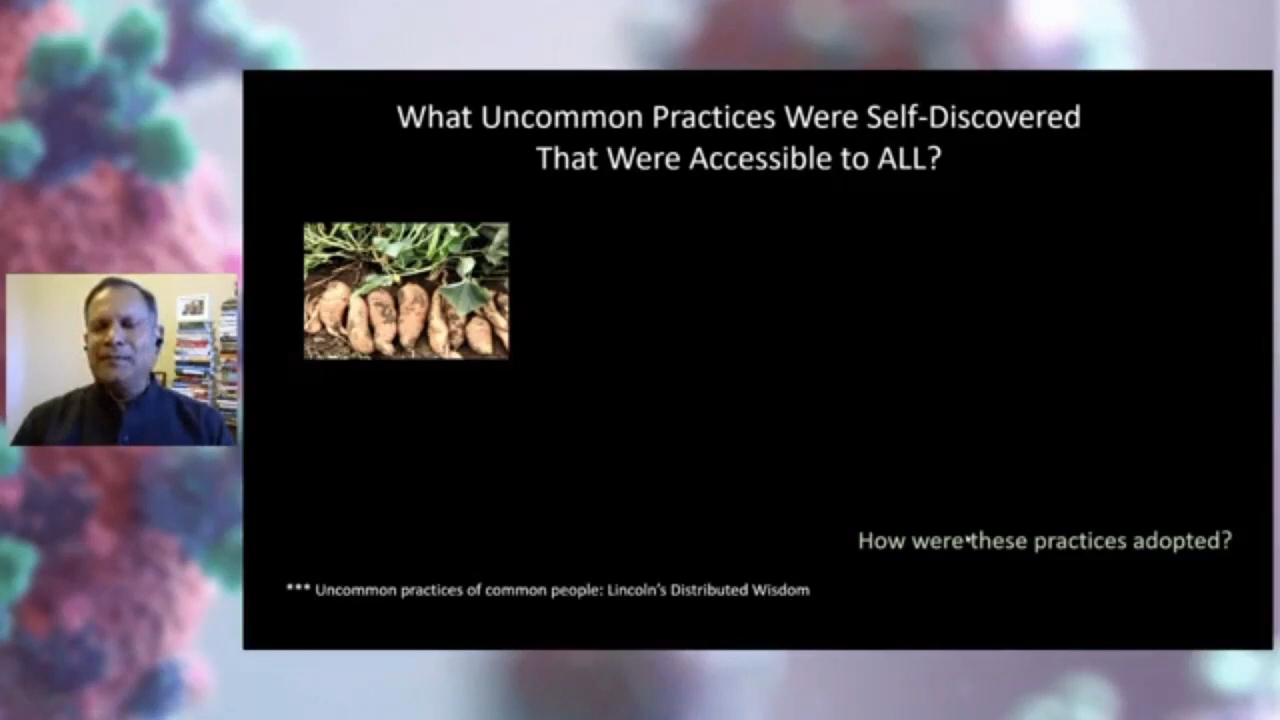 What Uncommon Practices Were Self-Discovered
That Were Accessible to ALL?
How were these practices adopted?
*** Uncommon practices of common people: Lincoln's Distributed Wisdom